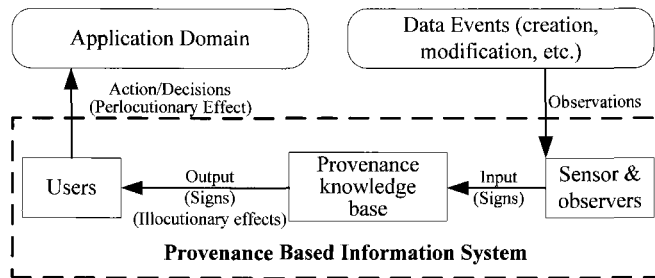 Application Domain
Data Events (creation,
modification, etc.)
Action/Decisions
(Perlocutionary Effect)
Observations
Users
Output
(Signs)
(Illocutionary effects)
Provenance
knowledge
base
Input
(Signs)
Sensor &
observers
Provenance Based Information System